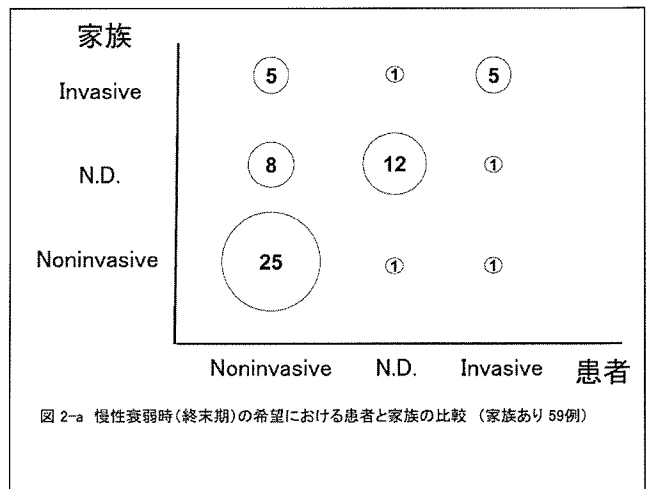 家族
Invasive 5 1 5
N.D. 8 12 1
Noninvasive 25 1 1
Noninvasive N.D. Invasive 患者
図 2-a 慢性衰弱時(終末期)の希望における患者と家族の比較 (家族あり 59例)